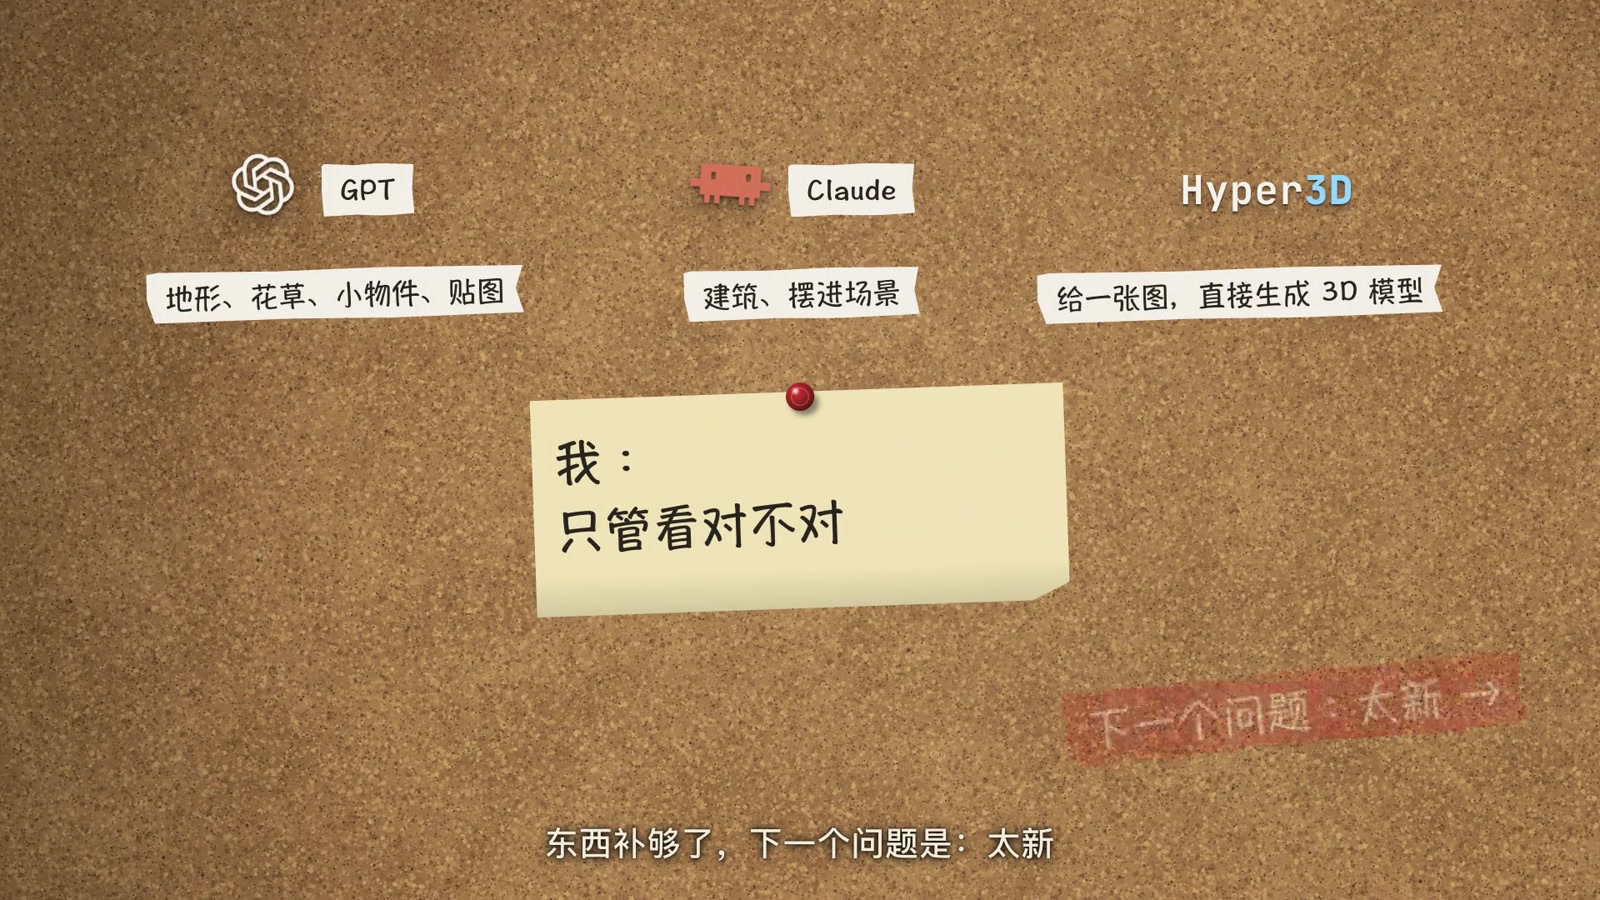 GPT
Claude
Hyper3D
地形、花草、小物件、贴图
建筑、摆进场景
给一张图，直接生成 3D 模型
我：
只管看对不对
下一个问题：太新 →
东西补够了，下一个问题是：太新